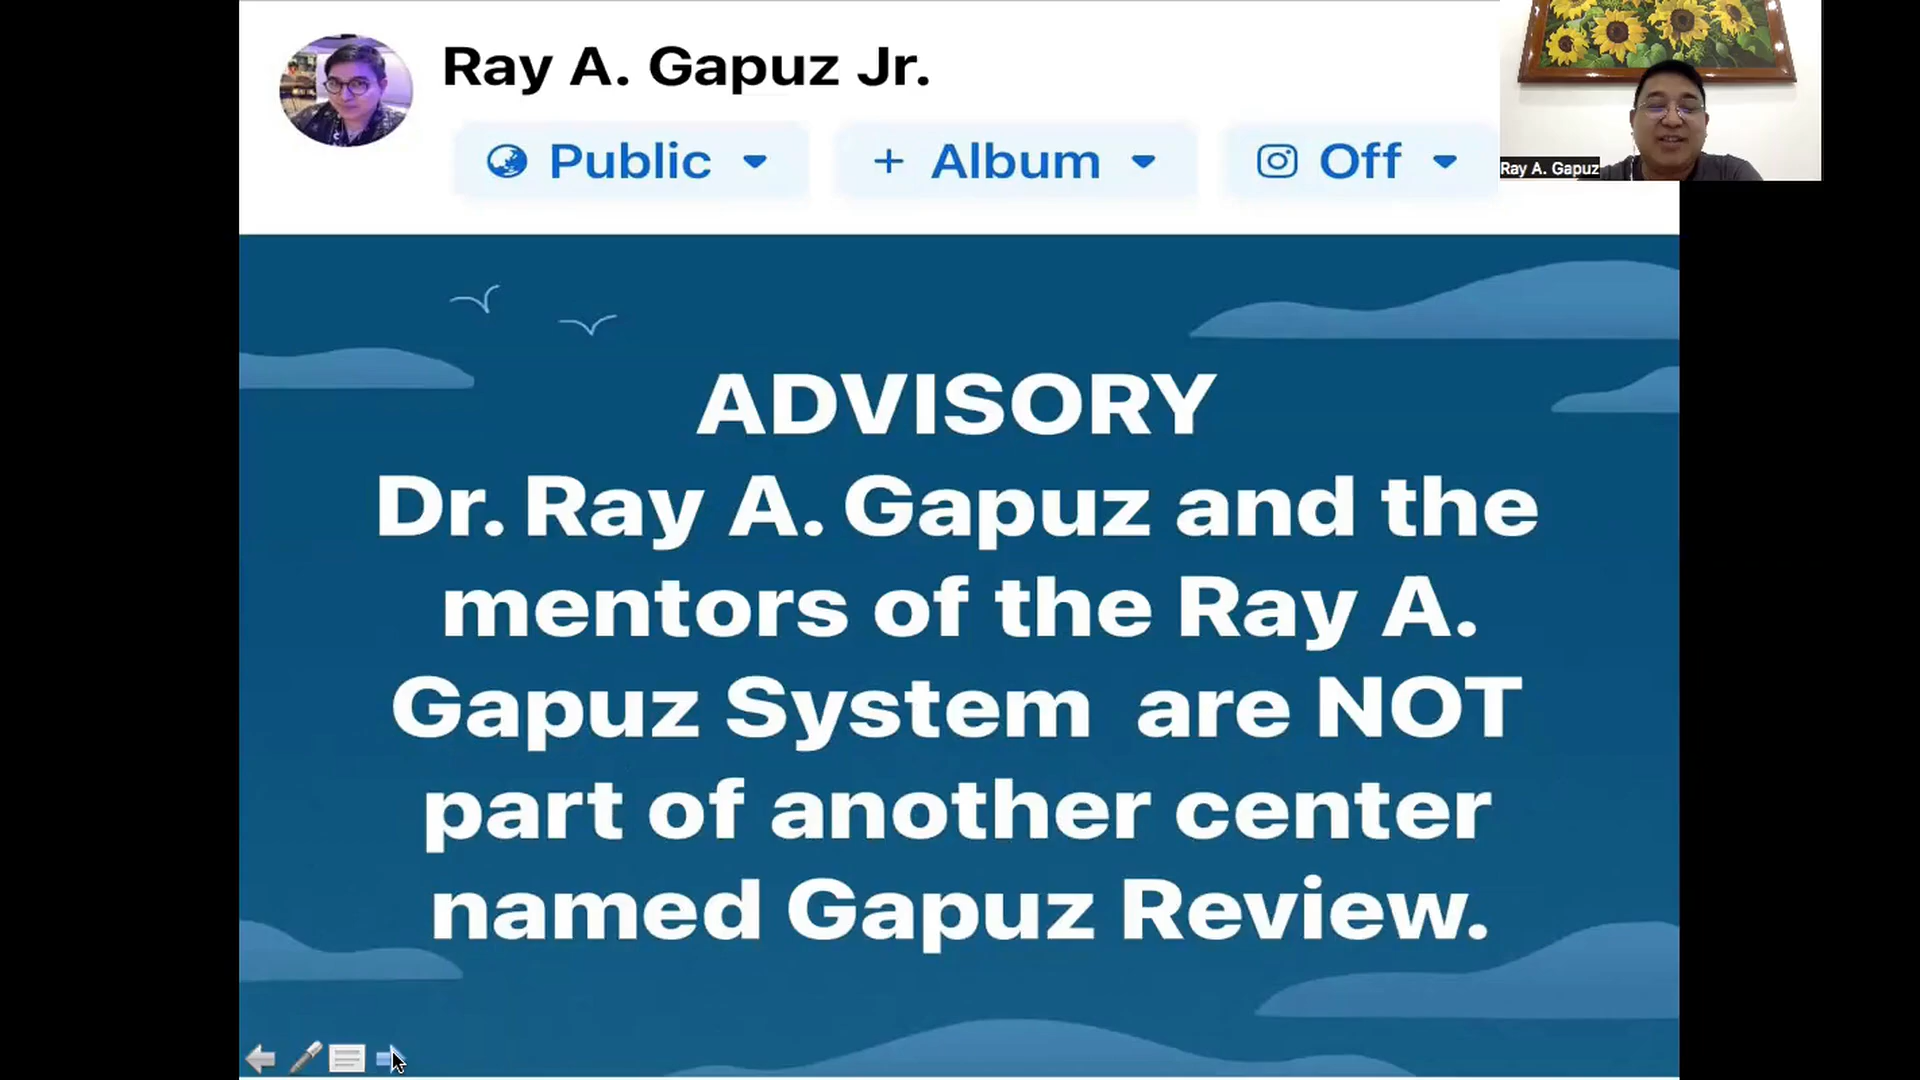 Ray A. Gapuz Jr.
Public
+ Album
Off
Ray A. Gapuz
ADVISORY
Dr. Ray A. Gapuz and the
mentors of the Ray A.
Gapuz System are NOT
part of another center
named Gapuz Review.